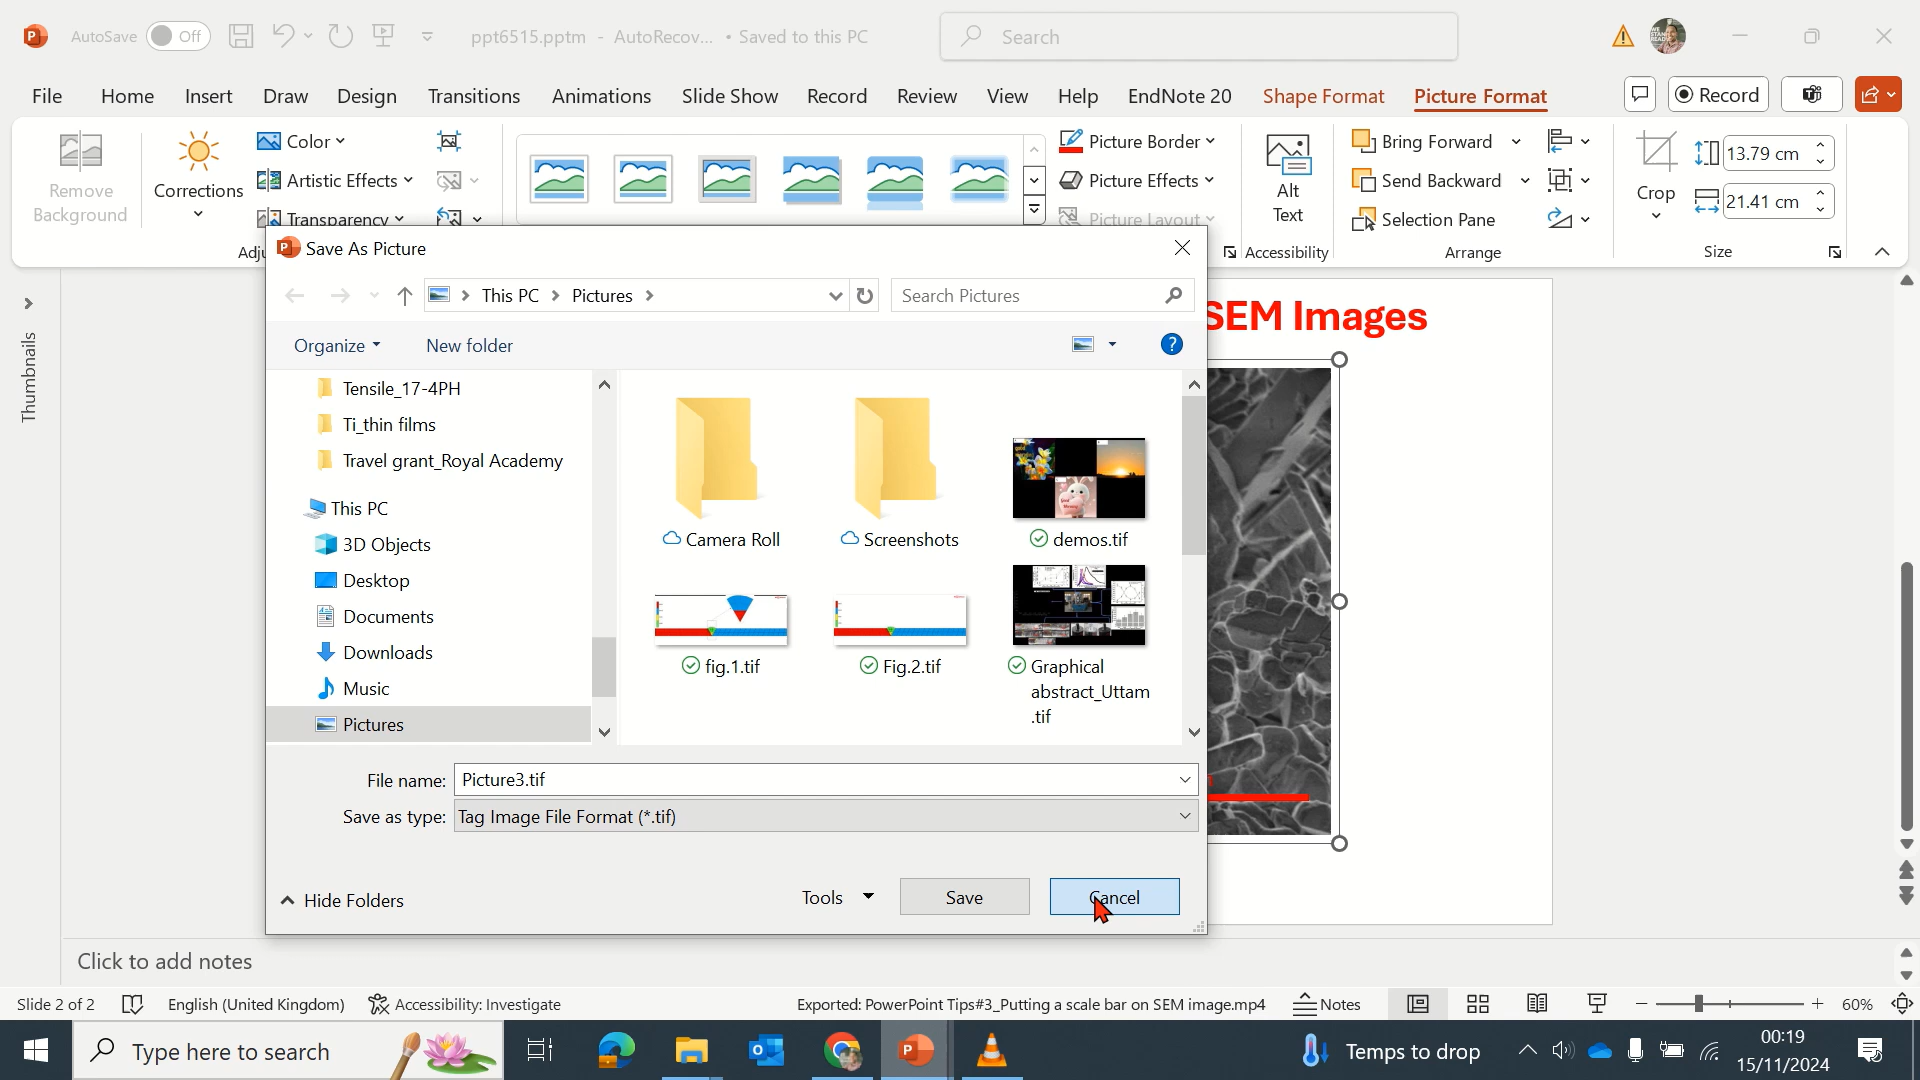 AutoSave Off ppt6515.pptm - AutoRecov... • Saved to this PC Search
File Home Insert Draw Design Transitions Animations Slide Show Record Review View Help EndNote 20 Shape Format Picture Format Record
Remove Background
Corrections
Color
Artistic Effects
Transparency
Picture Border
Picture Effects
Picture Layout
Alt Text
Accessibility
Bring Forward
Send Backward
Selection Pane
Arrange
Crop
13.79 cm
21.41 cm
Size
Save As Picture
This PC > Pictures >
Search Pictures
Organize New folder
Thumbnails
SEM Images
Tensile_17-4PH
Ti_thin films
Travel grant_Royal Academy
This PC
3D Objects
Desktop
Documents
Downloads
Music
Pictures
Camera Roll
Screenshots
demos.tif
fig.1.tif
Fig.2.tif
Graphical
abstract_Uttam
.tif
File name: Picture3.tif
Save as type: Tag Image File Format (*.tif)
Hide Folders Tools Save Cancel
Click to add notes
Slide 2 of 2 English (United Kingdom) Accessibility: Investigate Exported: PowerPoint Tips#3_Putting a scale bar on SEM image.mp4 Notes 60%
Type here to search Temps to drop 00:19
15/11/2024